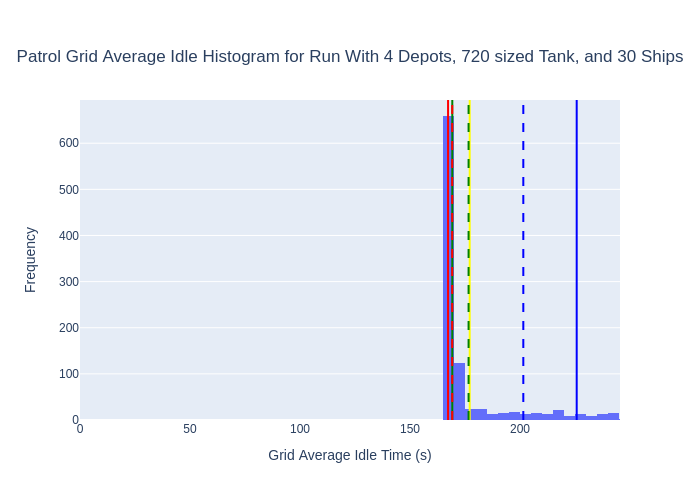 Patrol Grid Average Idle Histogram for Run With 4 Depots, 720 sized Tank, and 30 Ships
600
500
400
300
200
100
0
0 50 100 150 200
Frequency
Grid Average Idle Time (s)